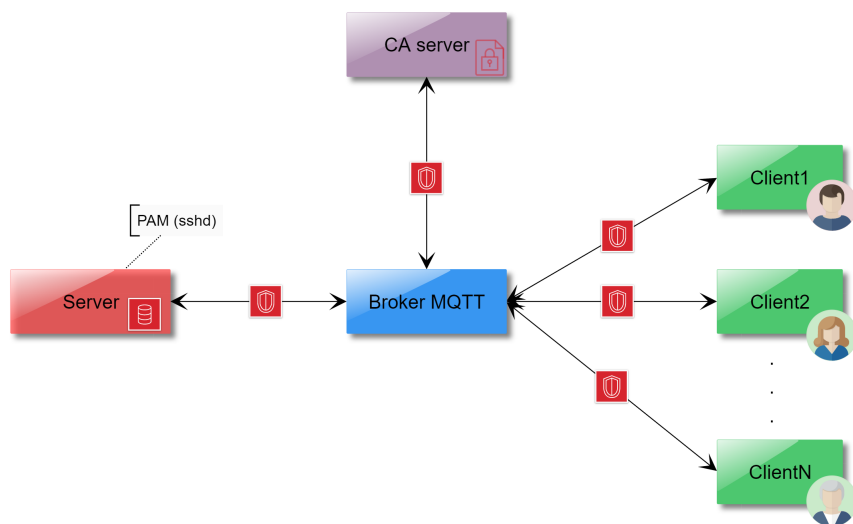 CA server
Client1
PAM (sshd)
Server
Broker MQTT
Client2
.
.
.
ClientN